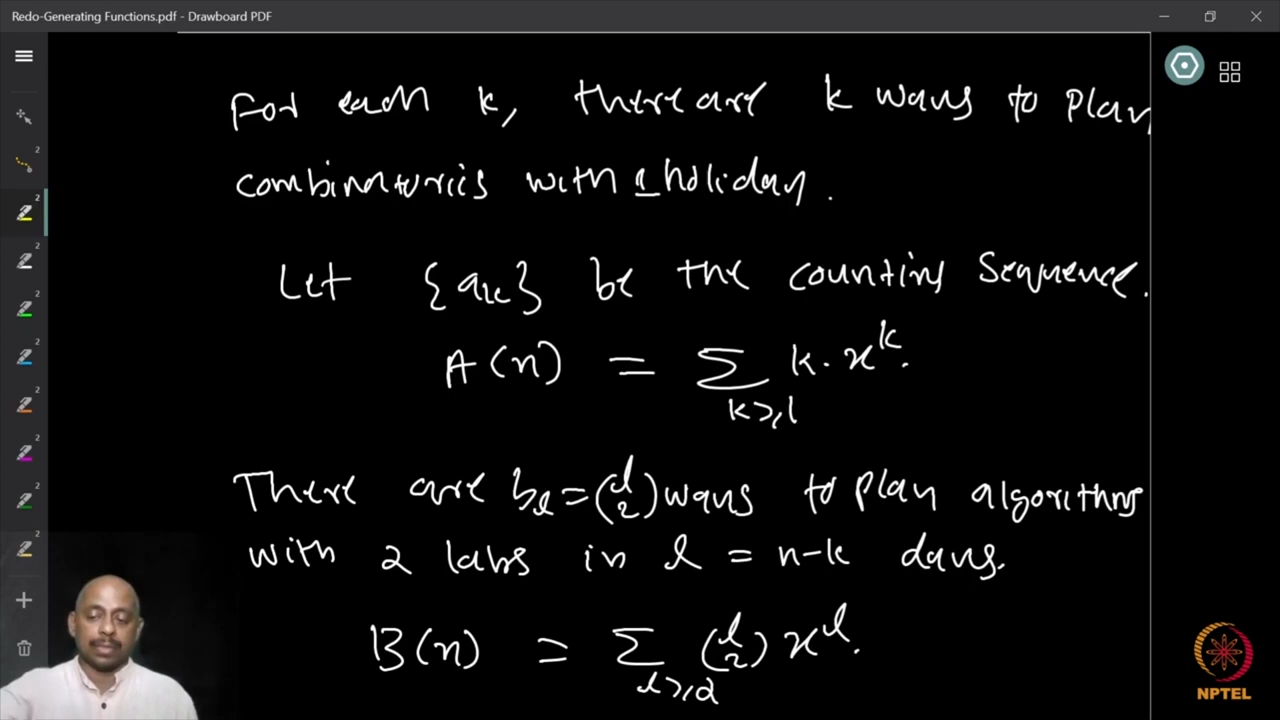 Redo-Generating Functions.pdf - Drawboard PDF
For each k, there are k ways to plan
combinatorics with 1 holiday.
Let {a_k} be the counting sequence.
A(x) = ∑_{k≥1} k · x^k.
There are b_l = (l choose 2) ways to plan algorithms
with 2 labs in l = n-k days.
B(x) = ∑_{l≥2} (l choose 2) x^l.
NPTEL